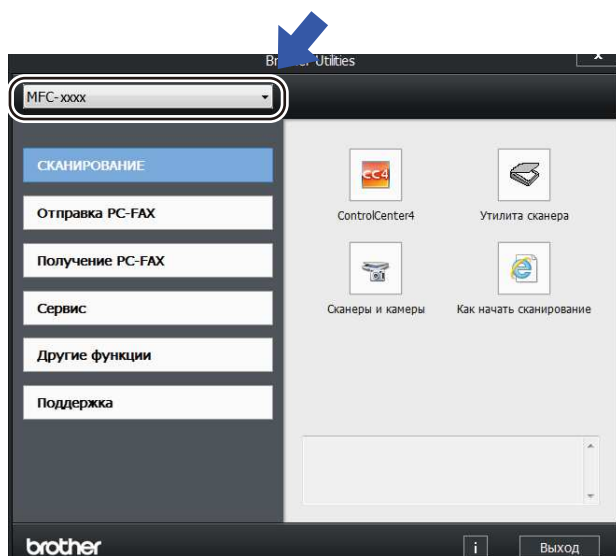 Brother Utilities
X
MFC-xxxx
СКАНИРОВАНИЕ
Отправка PC-FAX
Получение PC-FAX
Сервис
Другие функции
Поддержка
CC4
ControlCenter4
Утилита сканера
Сканеры и камеры
Как начать сканирование
brother
i
Выход